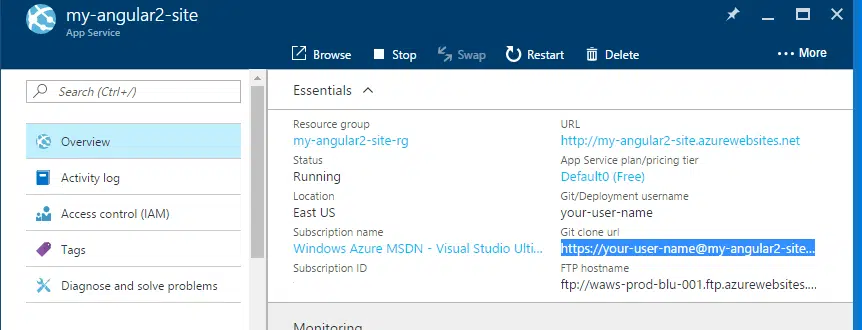 my-angular2-site
App Service
Browse Stop Swap Restart Delete ••• More
Search (Ctrl+/)
Overview
Activity log
Access control (IAM)
Tags
Diagnose and solve problems
Essentials
Resource group
my-angular2-site-rg
Status
Running
Location
East US
Subscription name
Windows Azure MSDN - Visual Studio Ulti...
Subscription ID
URL
http://my-angular2-site.azurewebsites.net
App Service plan/pricing tier
Default0 (Free)
Git/Deployment username
your-user-name
Git clone url
https://your-user-name@my-angular2-site...
FTP hostname
ftp://waws-prod-blu-001.ftp.azurewebsites....
Monitoring